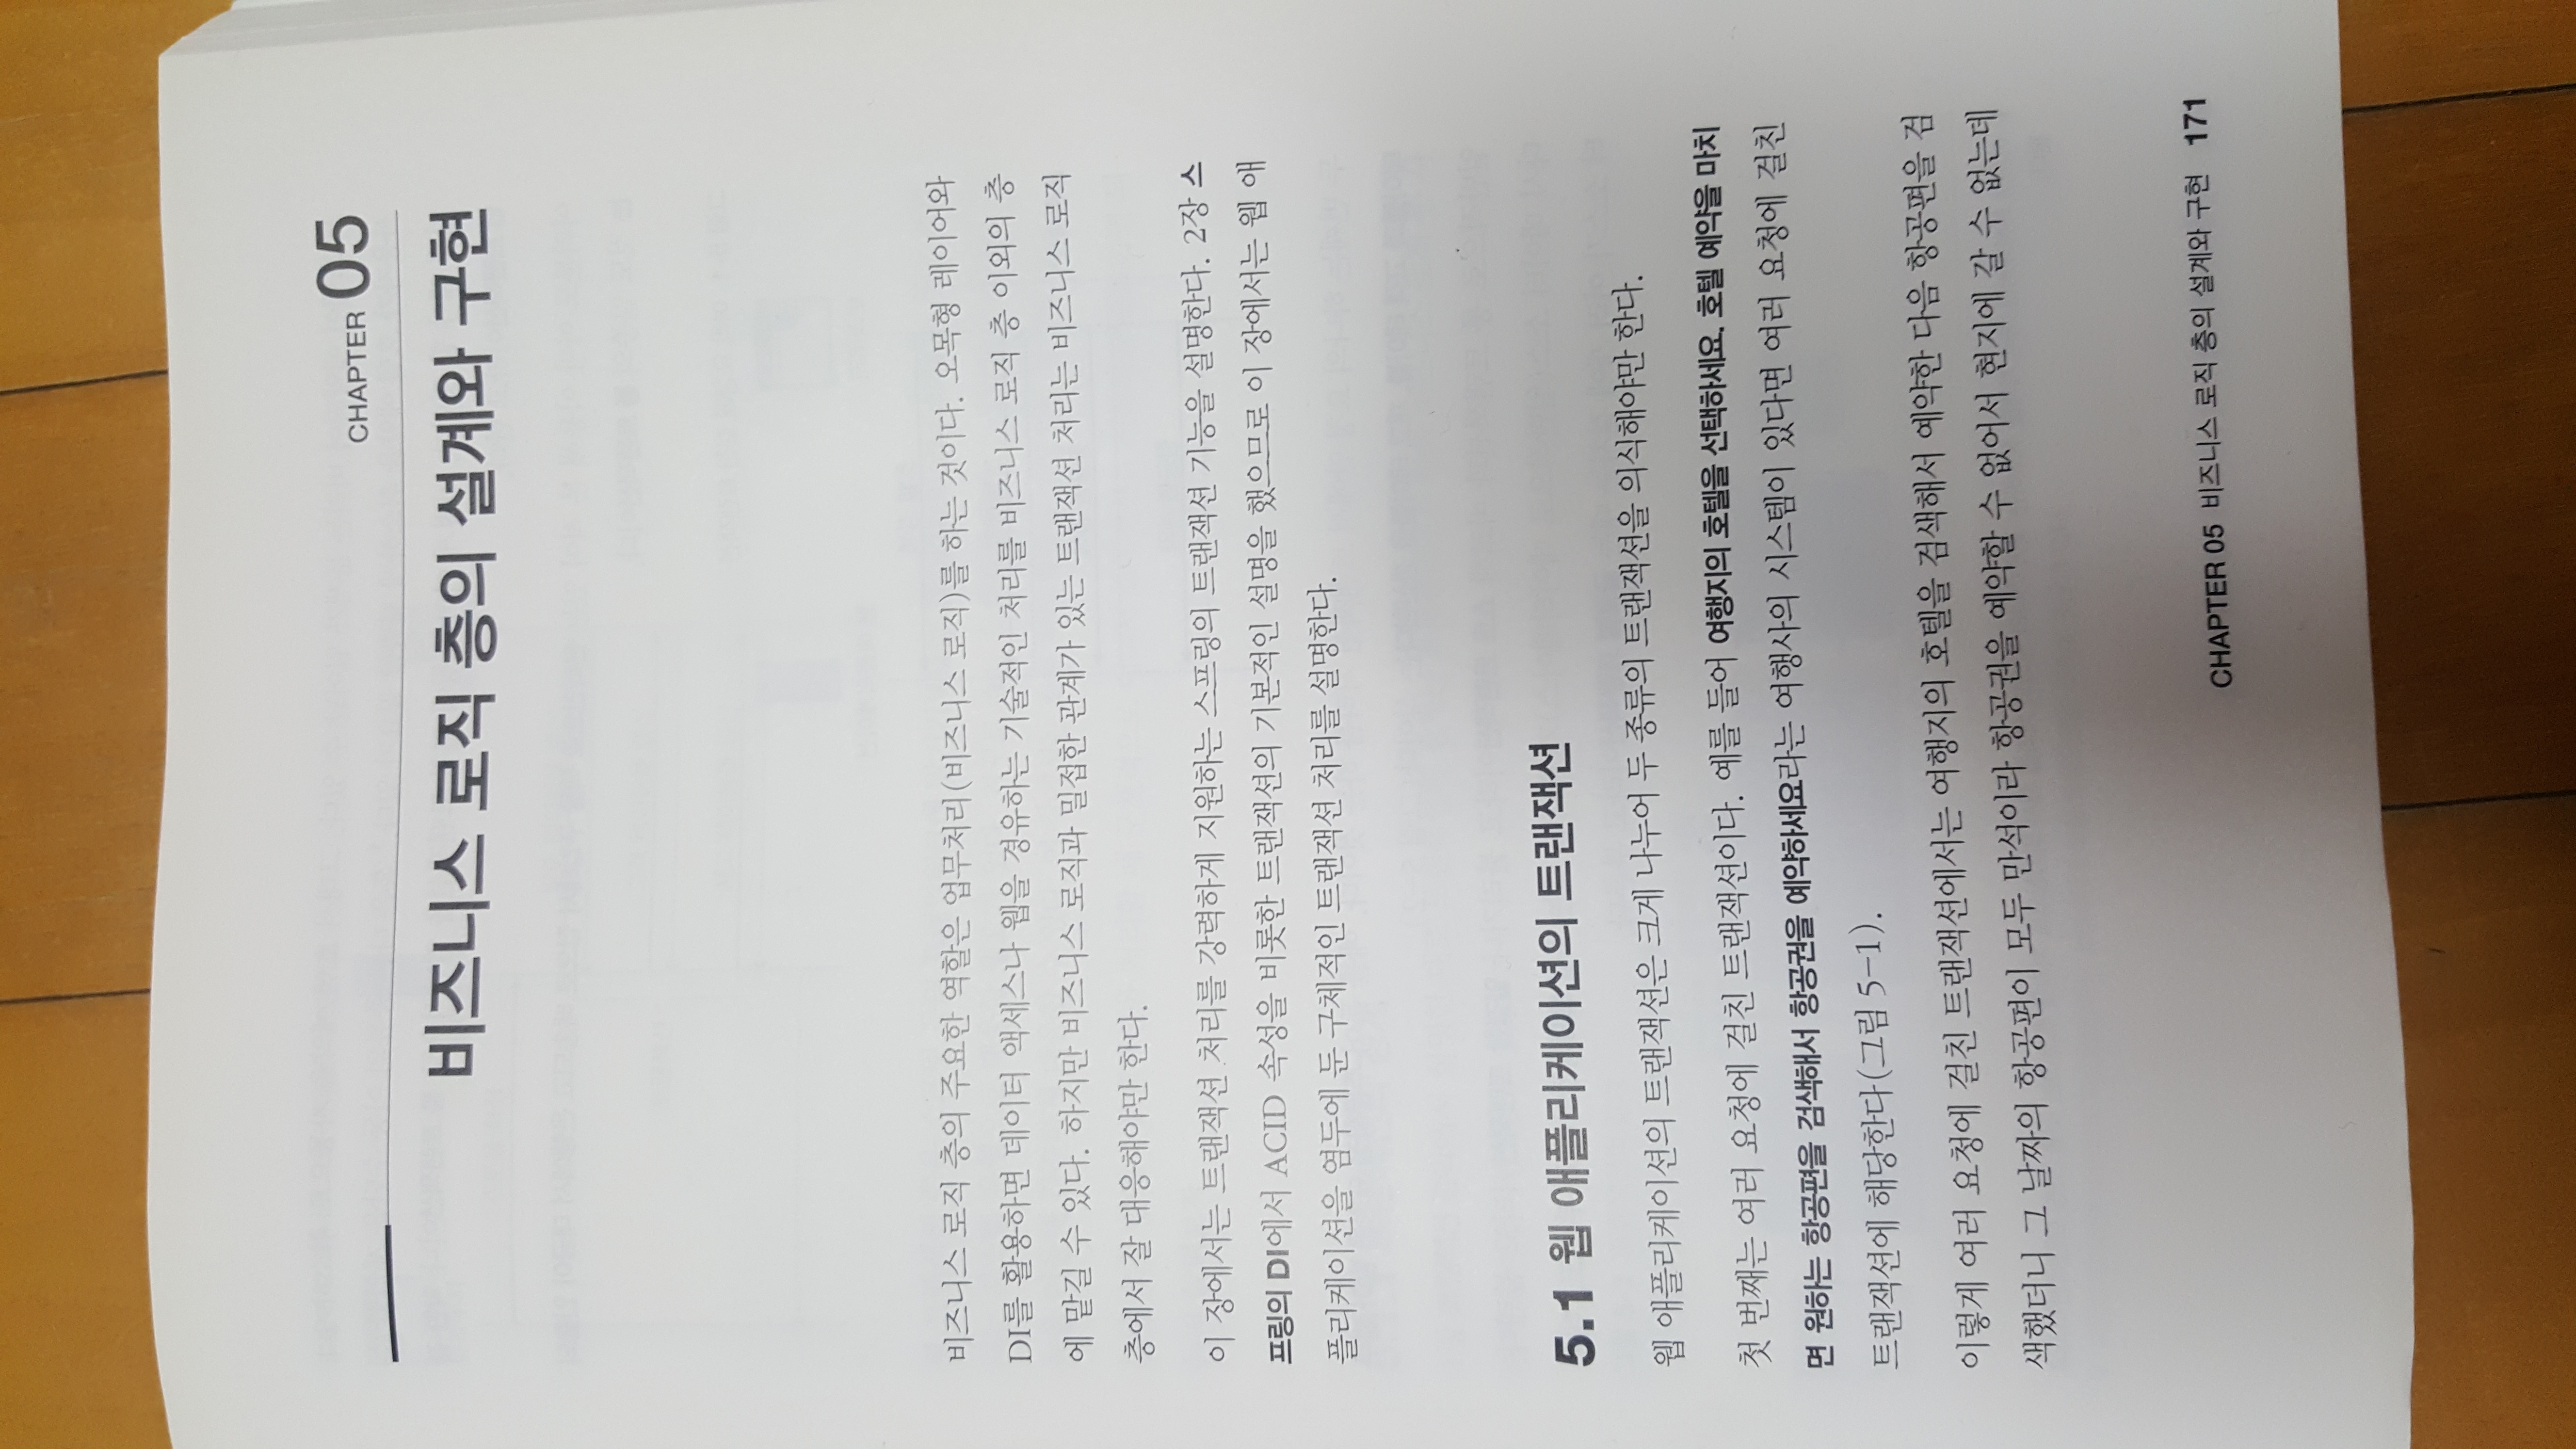 CHAPTER 05
비즈니스 로직 층의 설계와 구현
비즈니스 로직 층의 주요한 역할은 업무처리(비즈니스 로직)를 하는 것이다. 오목형 레이어와
DI를 활용하면 데이터 액세스나 웹을 경유하는 기술적인 처리를 비즈니스 로직 층 이외의 층
에 맡길 수 있다. 하지만 비즈니스 로직과 밀접한 관계가 있는 트랜잭션 처리는 비즈니스 로직
층에서 잘 대응해야만 한다.
이 장에서는 트랜잭션 처리를 강력하게 지원하는 스프링의 트랜잭션 기능을 설명한다. 2장 스
프링의 DI에서 ACID 속성을 비롯한 트랜잭션의 기본적인 설명을 했으므로 이 장에서는 웹 애
플리케이션을 염두에 둔 구체적인 트랜잭션 처리를 설명한다.
5.1 웹 애플리케이션의 트랜잭션
웹 애플리케이션의 트랜잭션은 크게 나누어 두 종류의 트랜잭션을 의식해야만 한다.
첫 번째는 여러 요청에 걸친 트랜잭션이다. 예를 들어 여행지의 호텔을 선택하세요. 호텔 예약을 마치
면 원하는 항공편을 검색해서 항공권을 예약하세요라는 여행사의 시스템이 있다면 여러 요청에 걸친
트랜잭션에 해당한다(그림 5-1).
이렇게 여러 요청에 걸친 트랜잭션에서는 여행지의 호텔을 검색해서 예약한 다음 항공편을 검
색했더니 그 날짜의 항공편이 모두 만석이라 항공권을 예약할 수 없어서 현지에 갈 수 없는데
CHAPTER 05 비즈니스 로직 층의 설계와 구현 171